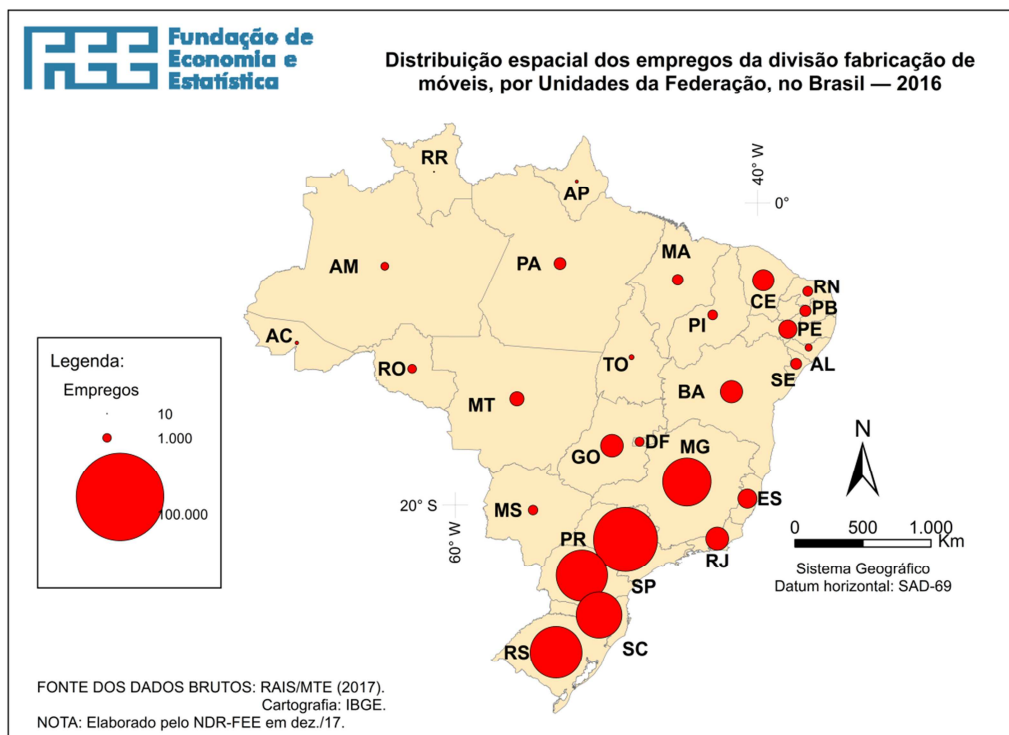 FEE
Fundação de
Economia e
Estatística
Distribuição espacial dos empregos da divisão fabricação de
móveis, por Unidades da Federação, no Brasil — 2016
40° W
0°
RR
AP
AM
PA
MA
CE
RN
PB
PI
PE
AC
AL
RO
TO
SE
MT
BA
DF
GO
MG
MS
ES
PR
RJ
SP
SC
RS
20° S
60° W
Legenda:
Empregos
10
1.000
100.000
N
0 500 1.000
Km
Sistema Geográfico
Datum horizontal: SAD-69
FONTE DOS DADOS BRUTOS: RAIS/MTE (2017).
Cartografia: IBGE.
NOTA: Elaborado pelo NDR-FEE em dez./17.